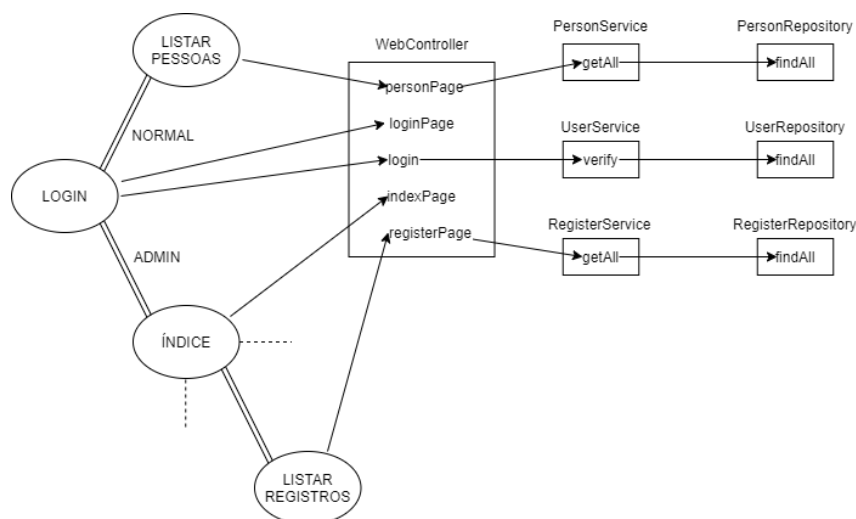 LISTAR
PESSOAS
NORMAL
LOGIN
ADMIN
ÍNDICE
LISTAR
REGISTROS
WebController
personPage
loginPage
login
indexPage
registerPage
PersonService
getAll
PersonRepository
findAll
UserService
verify
UserRepository
findAll
RegisterService
getAll
RegisterRepository
findAll